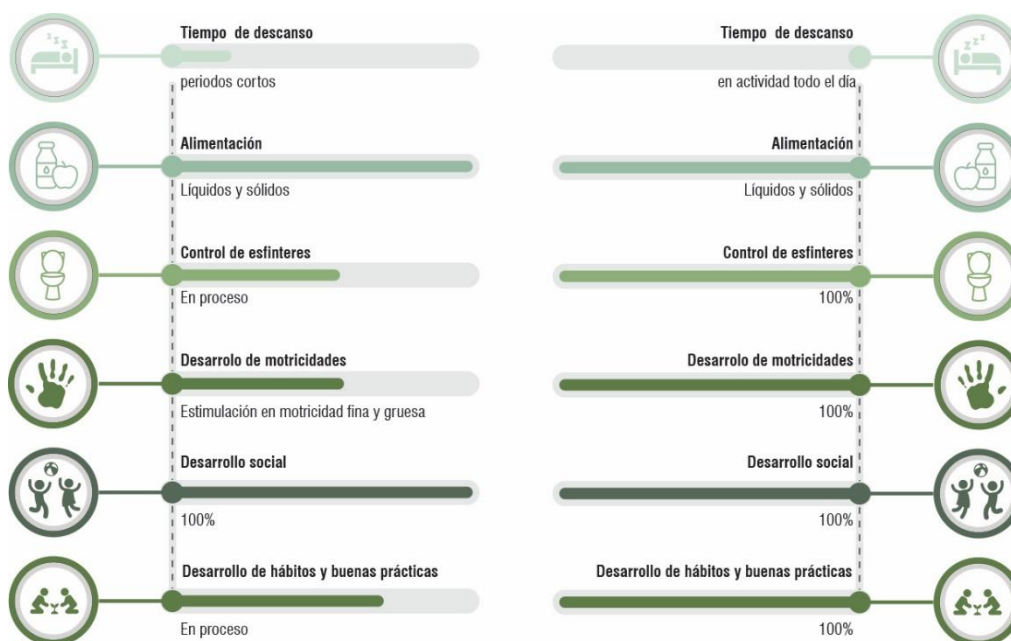 Tiempo de descanso
periodos cortos
Alimentación
Líquidos y sólidos
Control de esfinteres
En proceso
Desarrolo de motricidades
Estimulación en motricidad fina y gruesa
Desarrollo social
100%
Desarrollo de hábitos y buenas prácticas
En proceso
Tiempo de descanso
en actividad todo el día
Alimentación
Líquidos y sólidos
Control de esfinteres
100%
Desarrolo de motricidades
100%
Desarrollo social
100%
Desarrollo de hábitos y buenas prácticas
100%